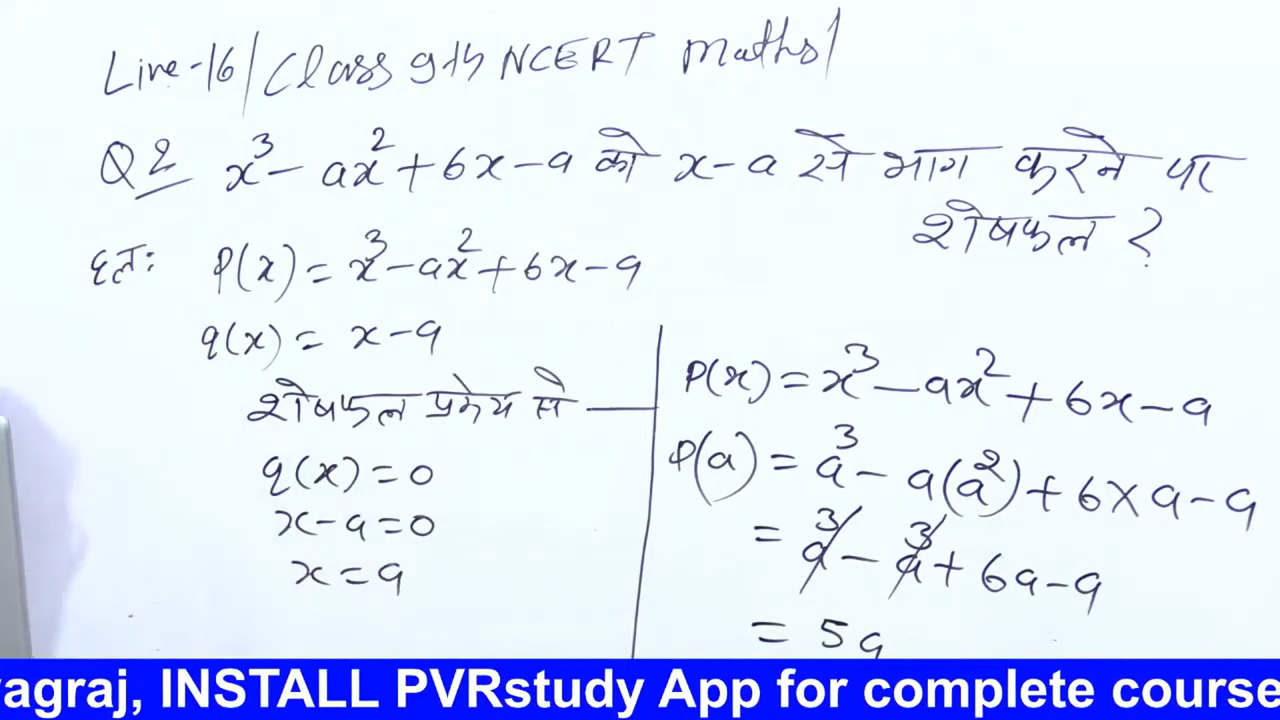 Live-16/Class 9th NCERT Maths/
Q2 x³ - ax² + 6x - a को x - a से भाग करने पर
शेषफल ?
हल: P(x) = x³ - ax² + 6x - a
q(x) = x - a
शेषफल प्रमेय से
q(x) = 0
x - a = 0
x = a
P(x) = x³ - ax² + 6x - a
P(a) = a³ - a(a²) + 6×a - a
= a³ - a³ + 6a - a
= 5a
yagraj, INSTALL PVRstudy App for complete course